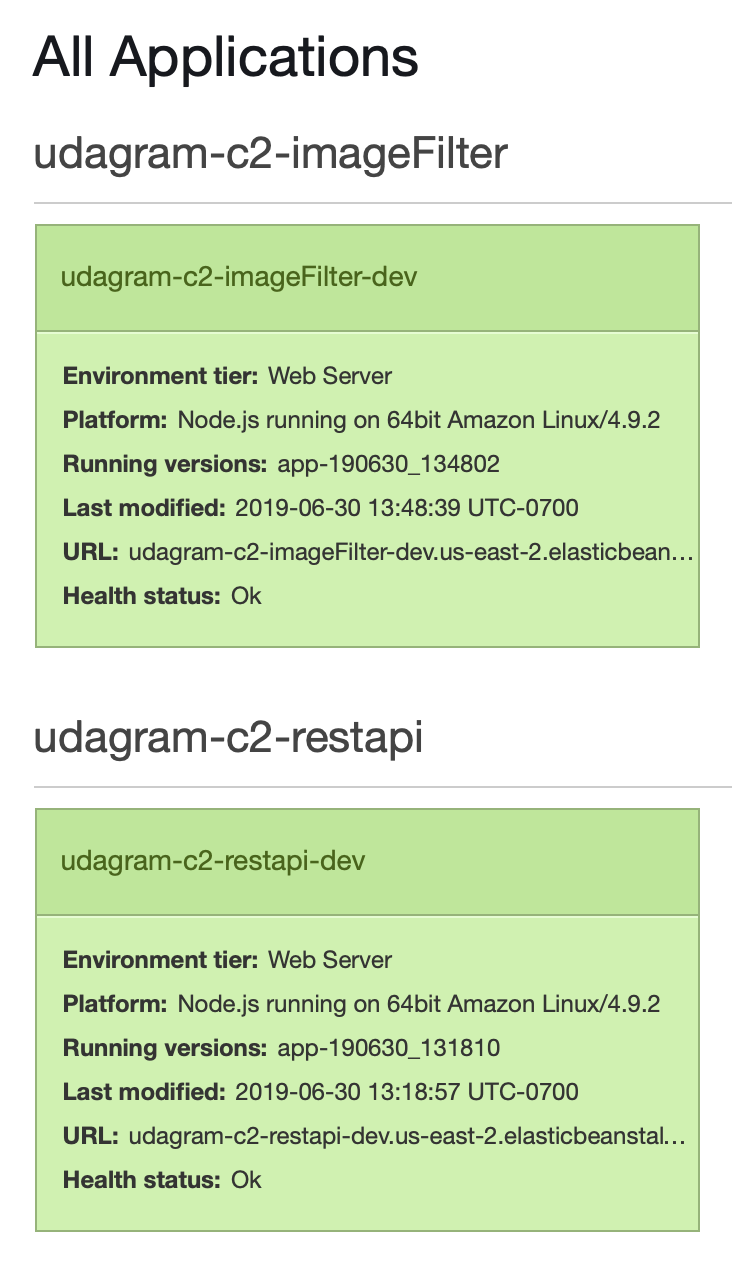 All Applications
udagram-c2-imageFilter
udagram-c2-imageFilter-dev
Environment tier: Web Server
Platform: Node.js running on 64bit Amazon Linux/4.9.2
Running versions: app-190630_134802
Last modified: 2019-06-30 13:48:39 UTC-0700
URL: udagram-c2-imageFilter-dev.us-east-2.elasticbean…
Health status: Ok
udagram-c2-restapi
udagram-c2-restapi-dev
Environment tier: Web Server
Platform: Node.js running on 64bit Amazon Linux/4.9.2
Running versions: app-190630_131810
Last modified: 2019-06-30 13:18:57 UTC-0700
URL: udagram-c2-restapi-dev.us-east-2.elasticbeanstal…
Health status: Ok